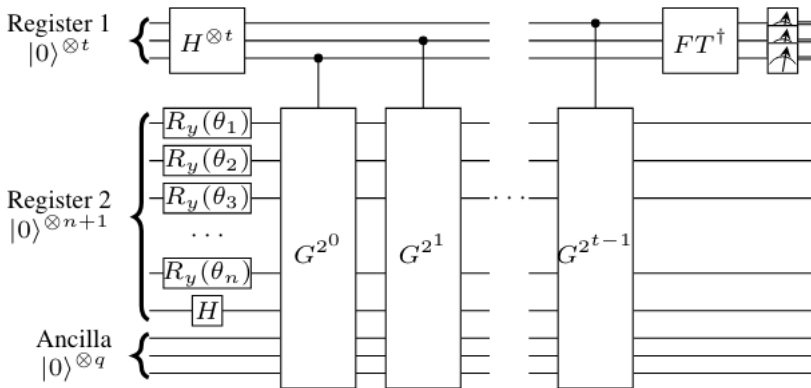 Register 1
|0⟩^{⊗t}
H^{⊗t}
FT^†
Register 2
|0⟩^{⊗n+1}
R_y(θ_1)
R_y(θ_2)
R_y(θ_3)
· · ·
R_y(θ_n)
H
G^{2^0}
G^{2^1}
· · ·
G^{2^{t−1}}
Ancilla
|0⟩^{⊗q}